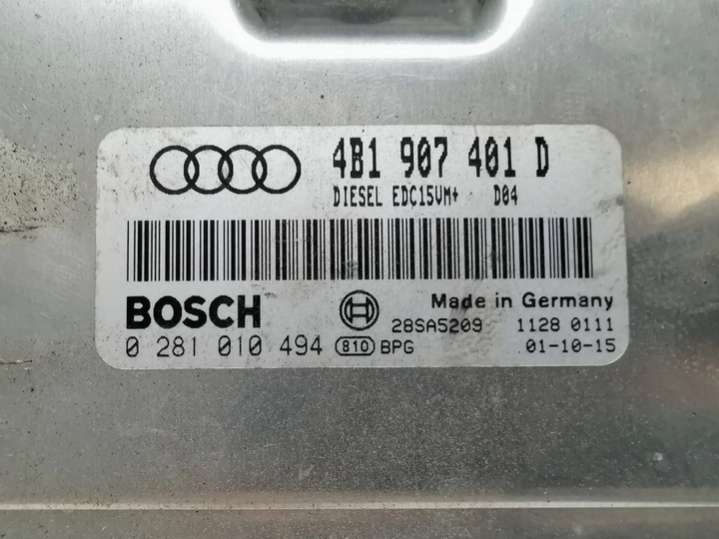 4B1 907 401 D
DIESEL EDC15VM+ D04
BOSCH
Made in Germany
28SA5209 1128 0111
0 281 010 494 810 BPG 01-10-15